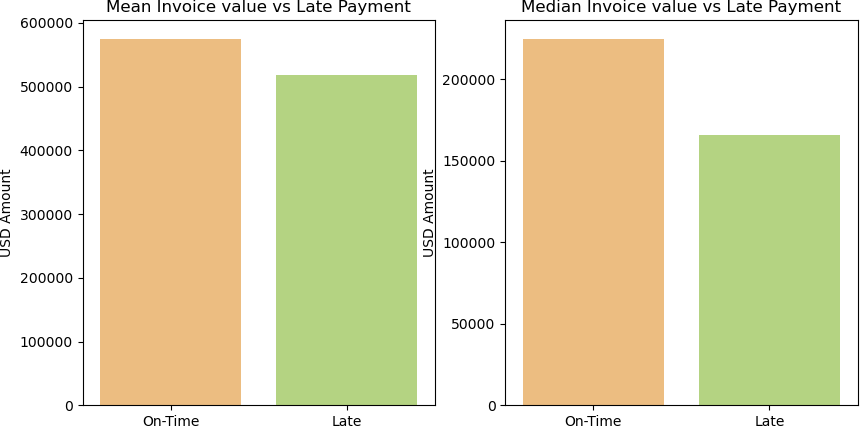 Mean Invoice value vs Late Payment
600000
500000
400000
300000
200000
100000
0
USD Amount
On-Time
Late
Median Invoice value vs Late Payment
200000
150000
100000
50000
0
USD Amount
On-Time
Late